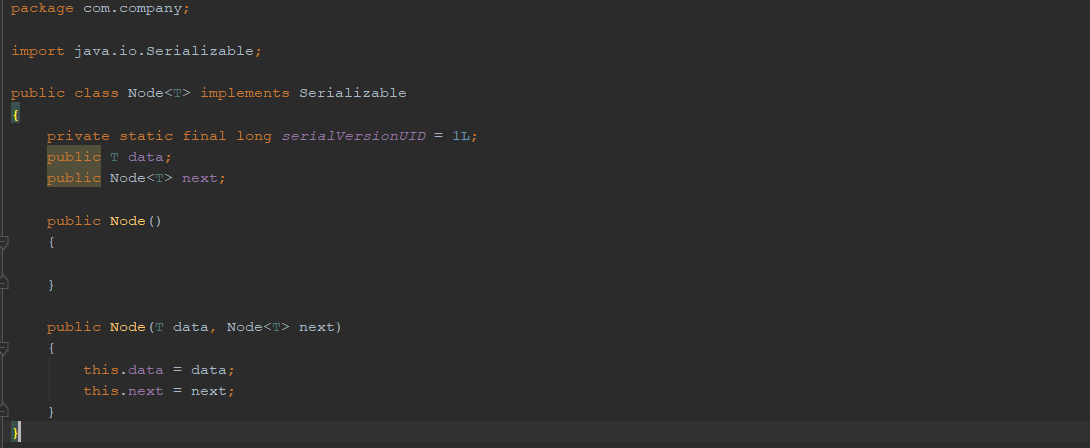 package com.company;
import java.io.Serializable;
public class Node<T> implements Serializable
{
    private static final long serialVersionUID = 1L;
    public T data;
    public Node<T> next;
    public Node()
    {
    }
    public Node(T data, Node<T> next)
    {
        this.data = data;
        this.next = next;
    }
}